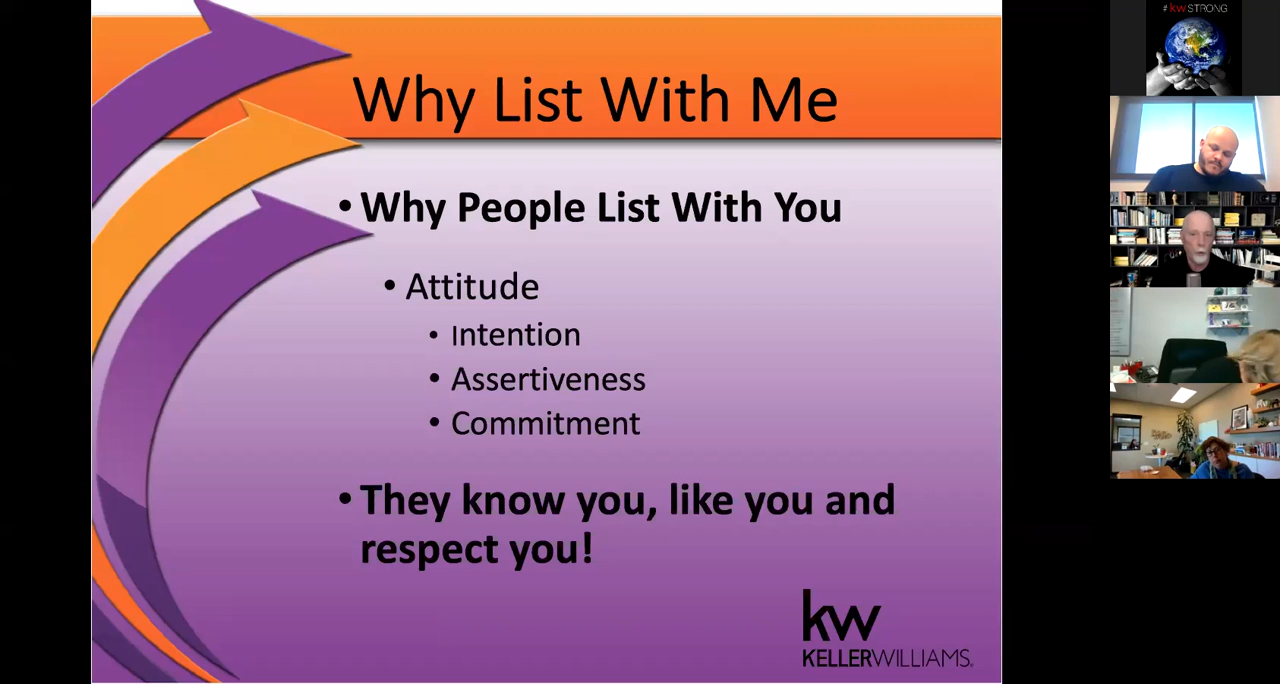 Why List With Me
• Why People List With You
• Attitude
• Intention
• Assertiveness
• Commitment
• They know you, like you and
respect you!
kw
KELLERWILLIAMS.
#kwSTRONG